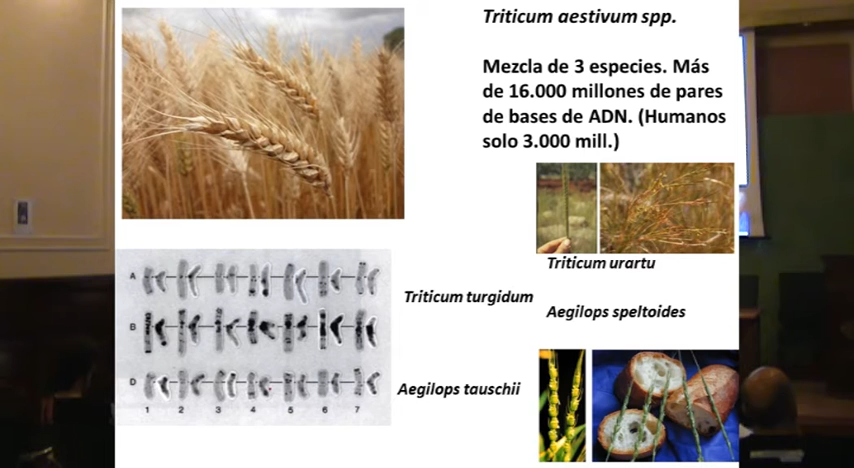 Triticum aestivum spp.
Mezcla de 3 especies. Más
de 16.000 millones de pares
de bases de ADN. (Humanos
solo 3.000 mill.)
Triticum urartu
Triticum turgidum
Aegilops speltoides
Aegilops tauschii
A
B
D
1 2 3 4 5 6 7